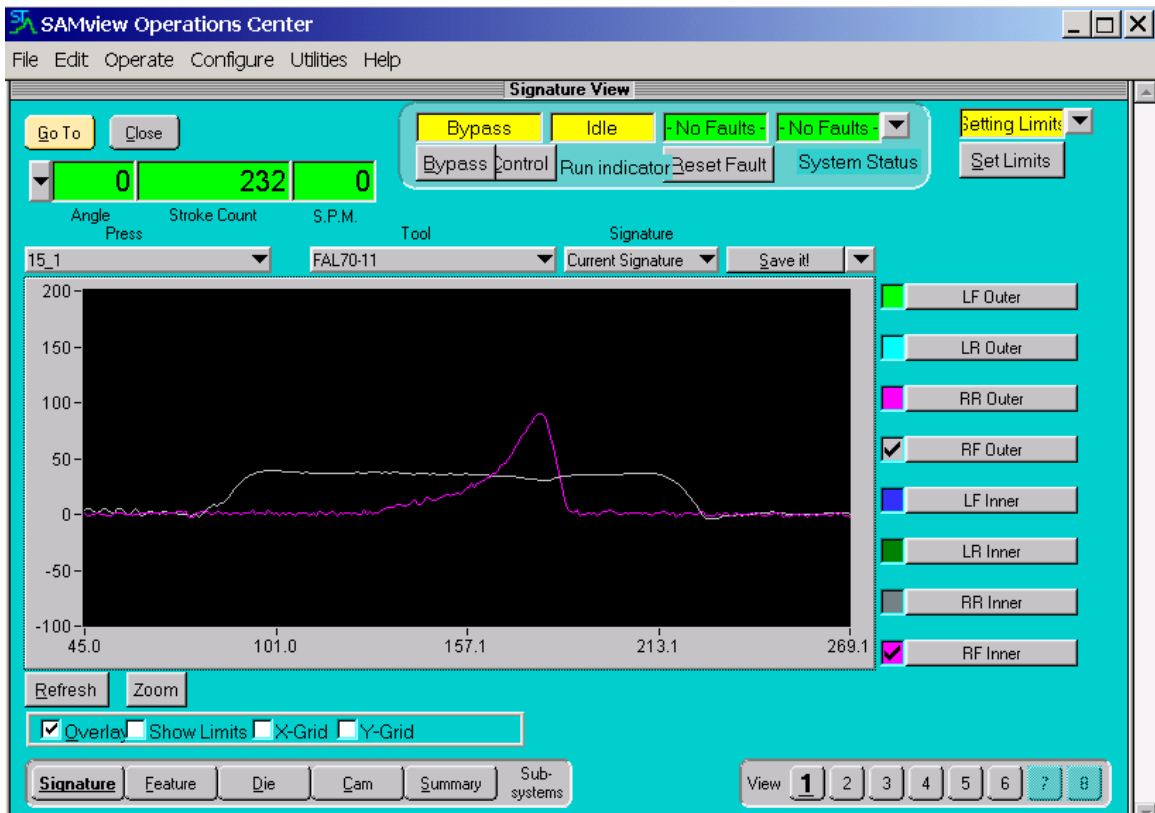 SAMview Operations Center
File Edit Operate Configure Utilities Help
Signature View
Go To Close
Bypass Idle - No Faults - - No Faults -
Setting Limits
Bypass Control Run indicator Reset Fault System Status
Set Limits
0 232 0
Angle Stroke Count S.P.M.
Press Tool Signature
15_1 FAL70-11 Current Signature Save it!
200
150
100
50
0
-50
-100
45.0 101.0 157.1 213.1 269.1
LF Outer
LR Outer
RR Outer
RF Outer
LF Inner
LR Inner
RR Inner
RF Inner
Refresh Zoom
Overlay Show Limits X-Grid Y-Grid
Signature Feature Die Cam Summary Sub-
systems
View 1 2 3 4 5 6 7 8